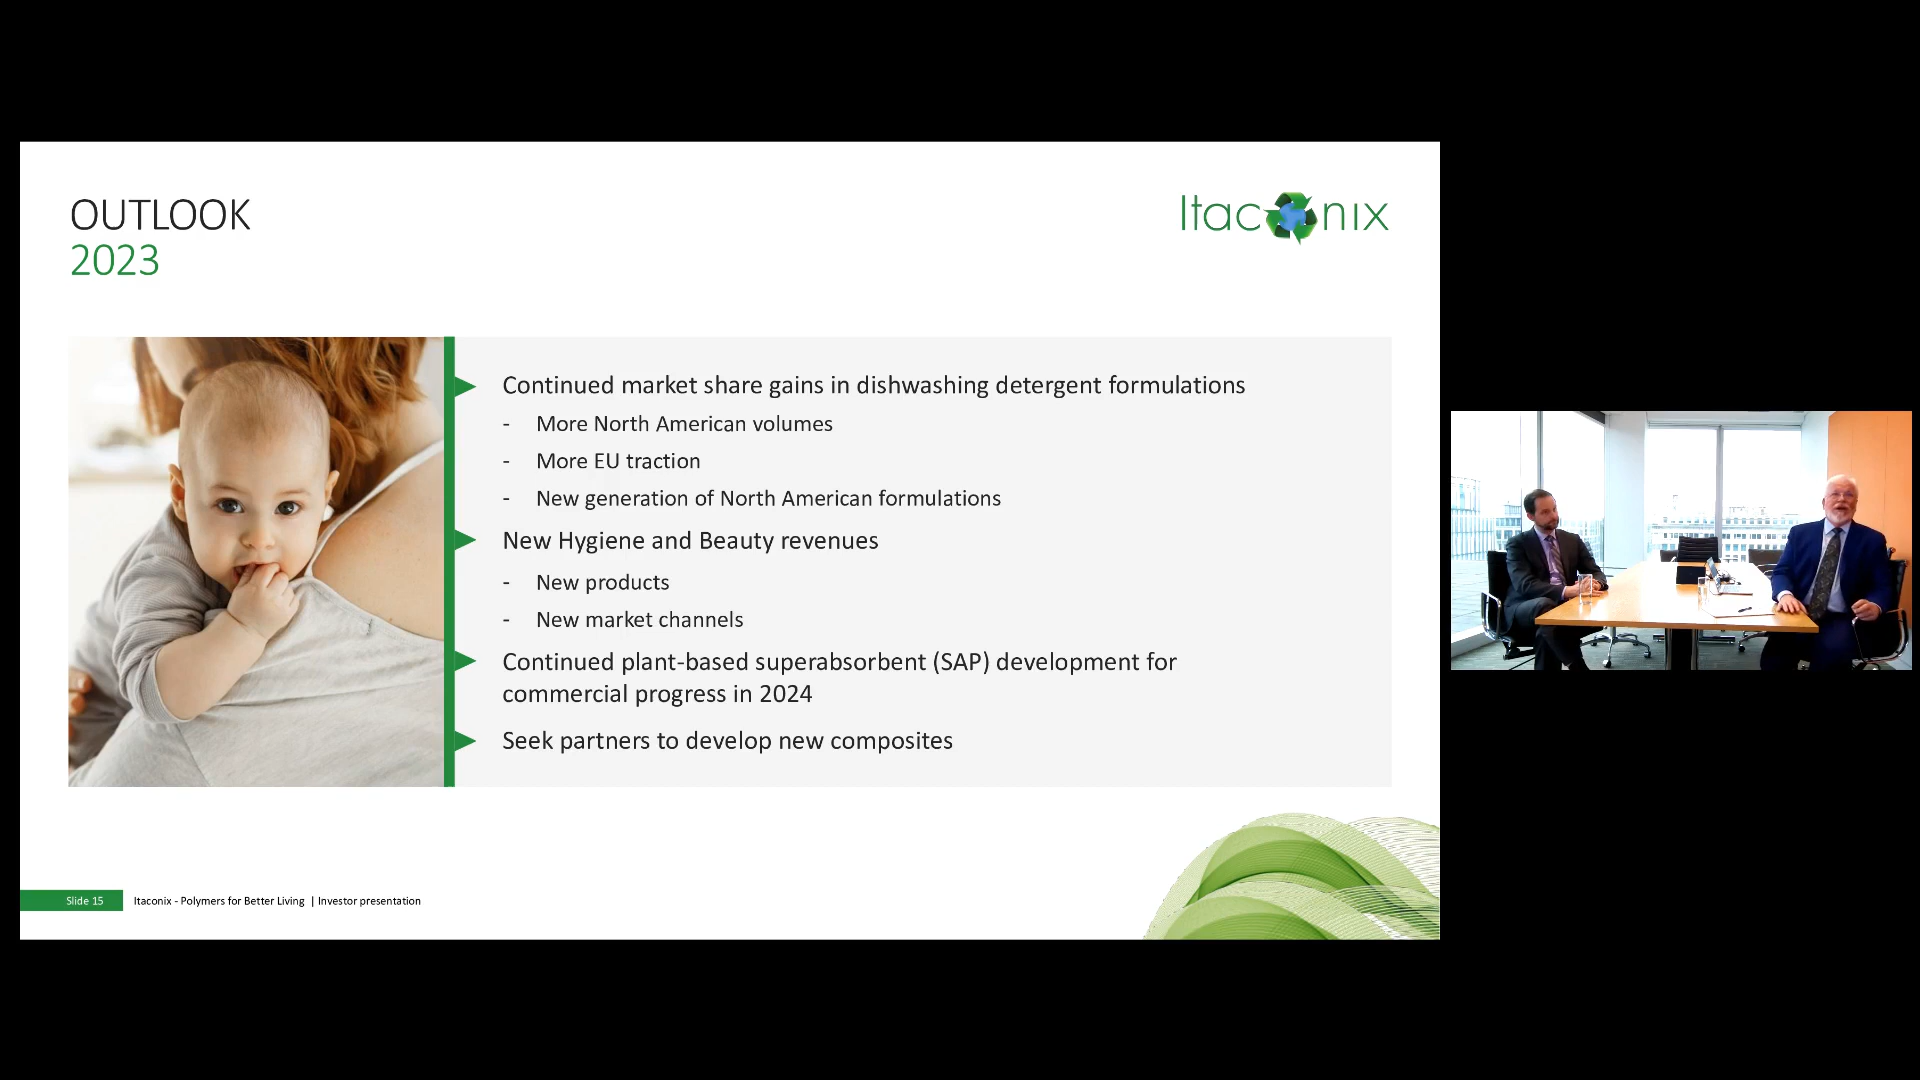 OUTLOOK
2023
Itaconix
Continued market share gains in dishwashing detergent formulations
- More North American volumes
- More EU traction
- New generation of North American formulations
New Hygiene and Beauty revenues
- New products
- New market channels
Continued plant-based superabsorbent (SAP) development for
commercial progress in 2024
Seek partners to develop new composites
Slide 15 Itaconix - Polymers for Better Living | Investor presentation